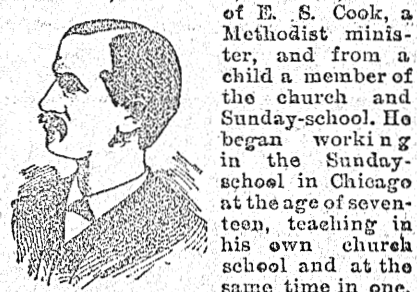 of E. S. Cook, a
Methodist minis-
ter, and from a
child a member of
the church and
Sunday-school. He
began working
in the Sunday-
school in Chicago
at the age of seven-
teen, teaching in
his own church
school and at the
same time in one,